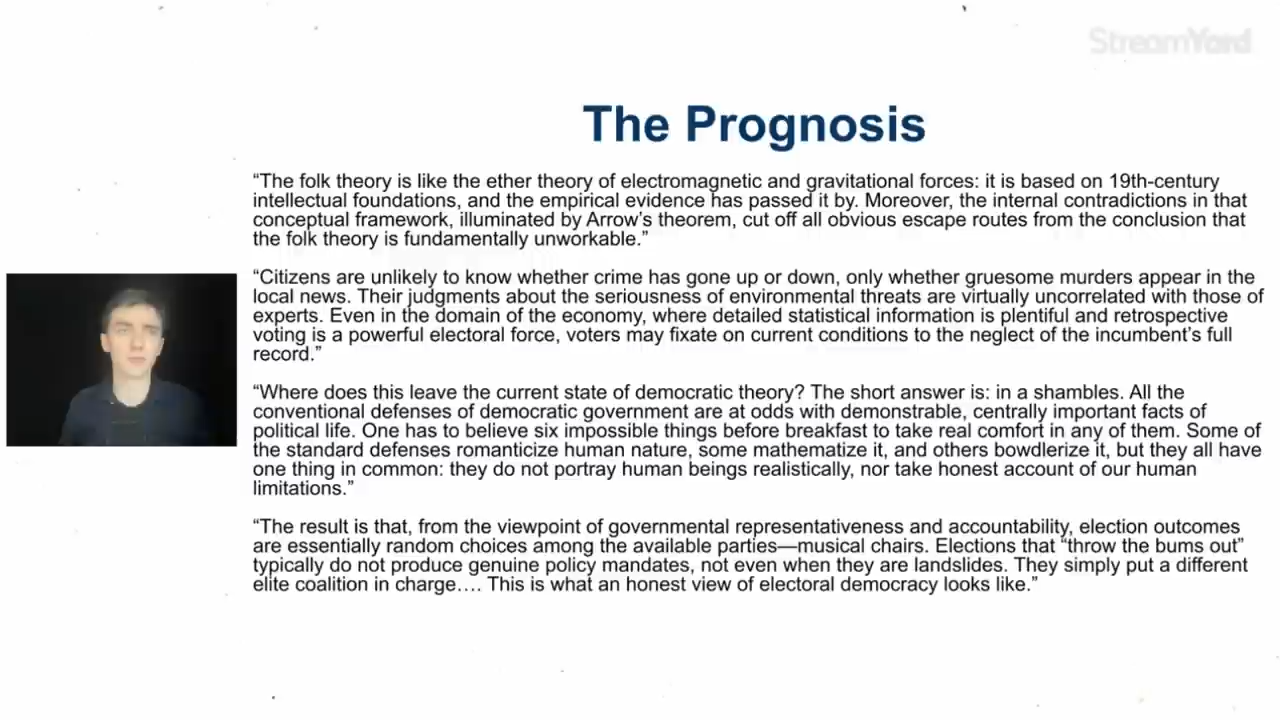 StreamYard
The Prognosis
“The folk theory is like the ether theory of electromagnetic and gravitational forces: it is based on 19th-century
intellectual foundations, and the empirical evidence has passed it by. Moreover, the internal contradictions in that
conceptual framework, illuminated by Arrow’s theorem, cut off all obvious escape routes from the conclusion that
the folk theory is fundamentally unworkable.”
“Citizens are unlikely to know whether crime has gone up or down, only whether gruesome murders appear in the
local news. Their judgments about the seriousness of environmental threats are virtually uncorrelated with those of
experts. Even in the domain of the economy, where detailed statistical information is plentiful and retrospective
voting is a powerful electoral force, voters may fixate on current conditions to the neglect of the incumbent’s full
record.”
“Where does this leave the current state of democratic theory? The short answer is: in a shambles. All the
conventional defenses of democratic government are at odds with demonstrable, centrally important facts of
political life. One has to believe six impossible things before breakfast to take real comfort in any of them. Some of
the standard defenses romanticize human nature, some mathematize it, and others bowdlerize it, but they all have
one thing in common: they do not portray human beings realistically, nor take honest account of our human
limitations.”
“The result is that, from the viewpoint of governmental representativeness and accountability, election outcomes
are essentially random choices among the available parties—musical chairs. Elections that “throw the bums out”
typically do not produce genuine policy mandates, not even when they are landslides. They simply put a different
elite coalition in charge…. This is what an honest view of electoral democracy looks like.”